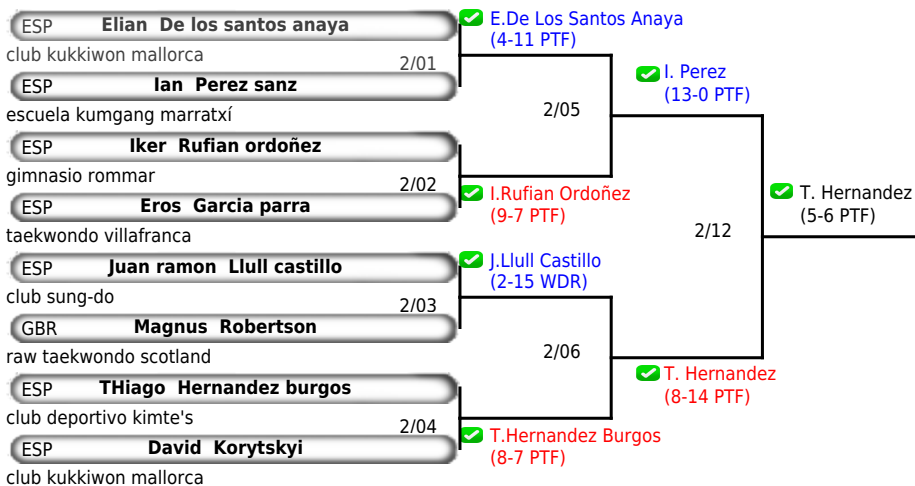 ESP Elian De los santos anaya
club kukkiwon mallorca
2/01
ESP Ian Perez sanz
escuela kumgang marratxí
ESP Iker Rufian ordoñez
gimnasio rommar
2/02
ESP Eros Garcia parra
taekwondo villafranca
ESP Juan ramon Llull castillo
club sung-do
2/03
GBR Magnus Robertson
raw taekwondo scotland
ESP THiago Hernandez burgos
club deportivo kimte's
2/04
ESP David Korytskyi
club kukkiwon mallorca
E.De Los Santos Anaya
(4-11 PTF)
2/05
I.Rufian Ordoñez
(9-7 PTF)
J.Llull Castillo
(2-15 WDR)
2/06
T.Hernandez Burgos
(8-7 PTF)
I. Perez
(13-0 PTF)
2/12
T. Hernandez
(8-14 PTF)
T. Hernandez
(5-6 PTF)